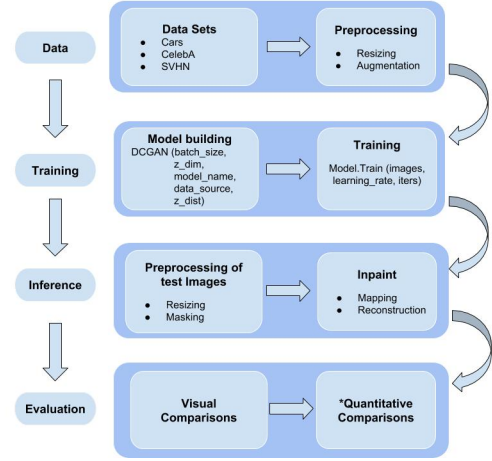 Data
Data Sets
● Cars
● CelebA
● SVHN
Preprocessing
● Resizing
● Augmentation
Training
Model building
DCGAN (batch_size,
z_dim,
model_name,
data_source,
z_dist)
Training
Model.Train (images,
learning_rate, iters)
Inference
Preprocessing of
test Images
● Resizing
● Masking
Inpaint
● Mapping
● Reconstruction
Evaluation
Visual
Comparisons
*Quantitative
Comparisons